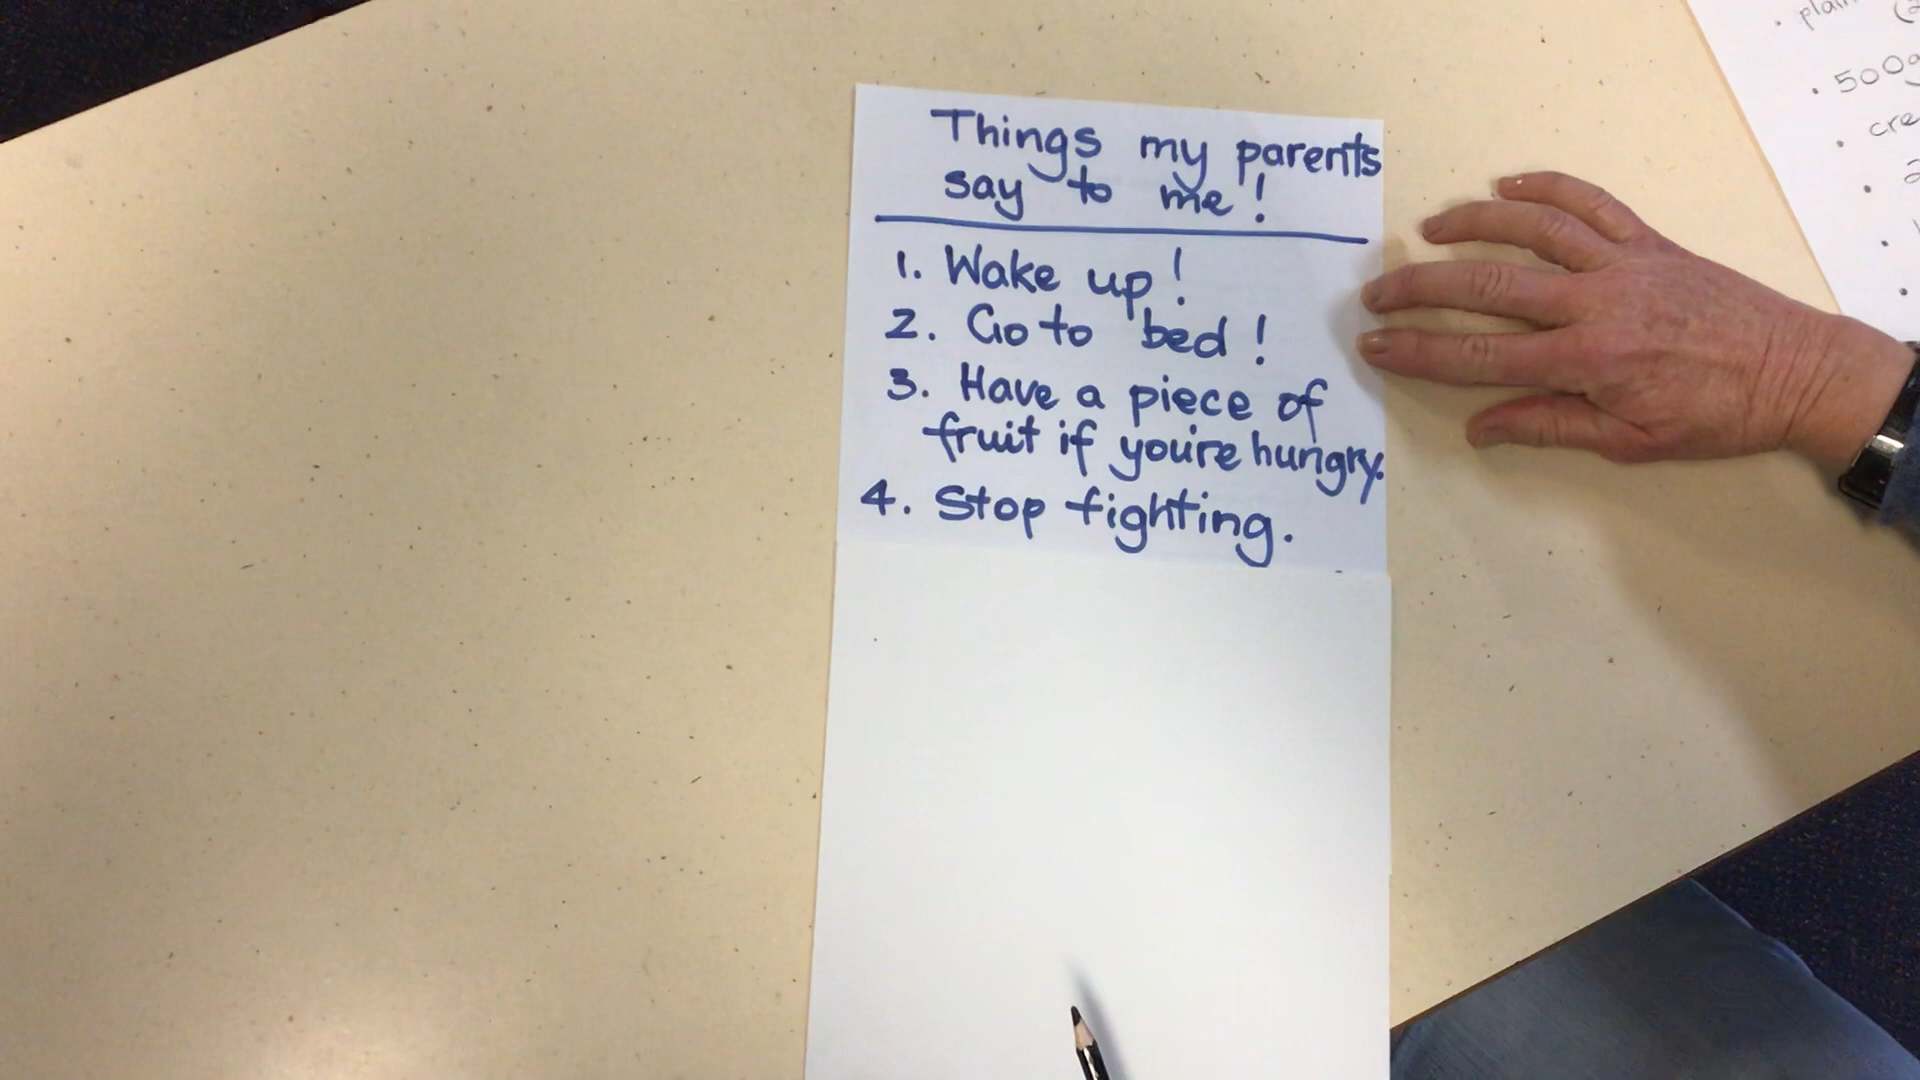 Things my parents
say to me!
1. Wake up!
2. Go to bed!
3. Have a piece of
fruit if you're hungry.
4. Stop fighting.
500g